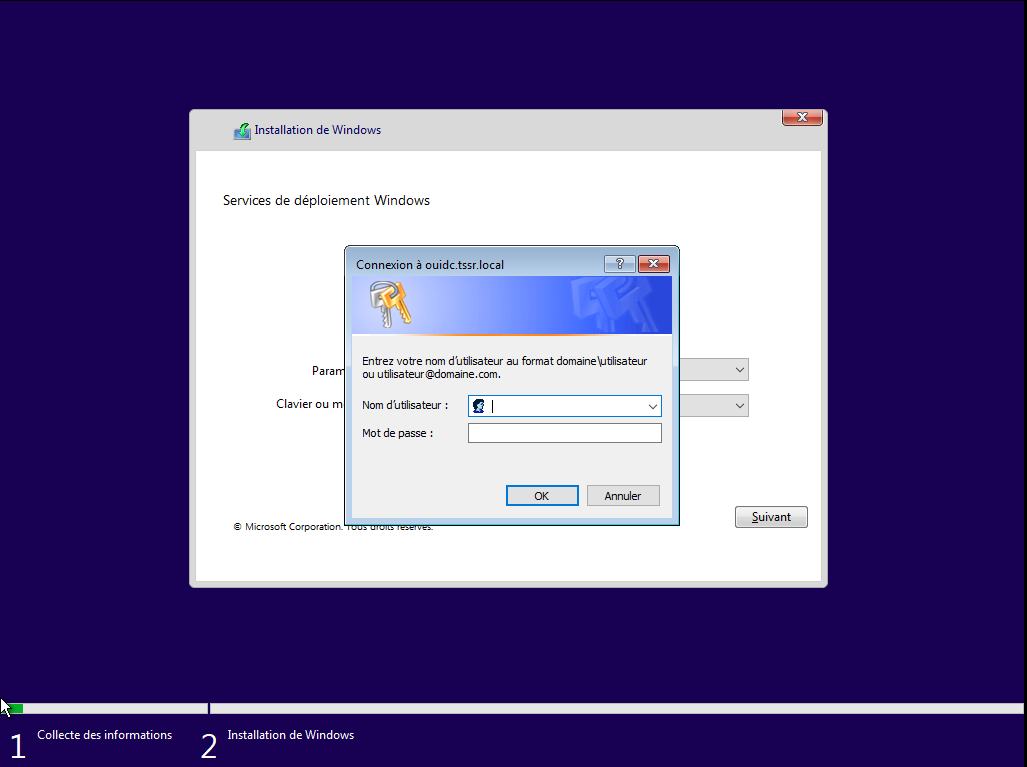 Installation de Windows
Services de déploiement Windows
Connexion à ouidc.tssr.local
Entrez votre nom d'utilisateur au format domaine\utilisateur
ou utilisateur@domaine.com.
Param
Nom d'utilisateur :
Clavier ou m
Mot de passe :
OK
Annuler
Suivant
© Microsoft Corporation. Tous droits réservés.
1 Collecte des informations
2 Installation de Windows